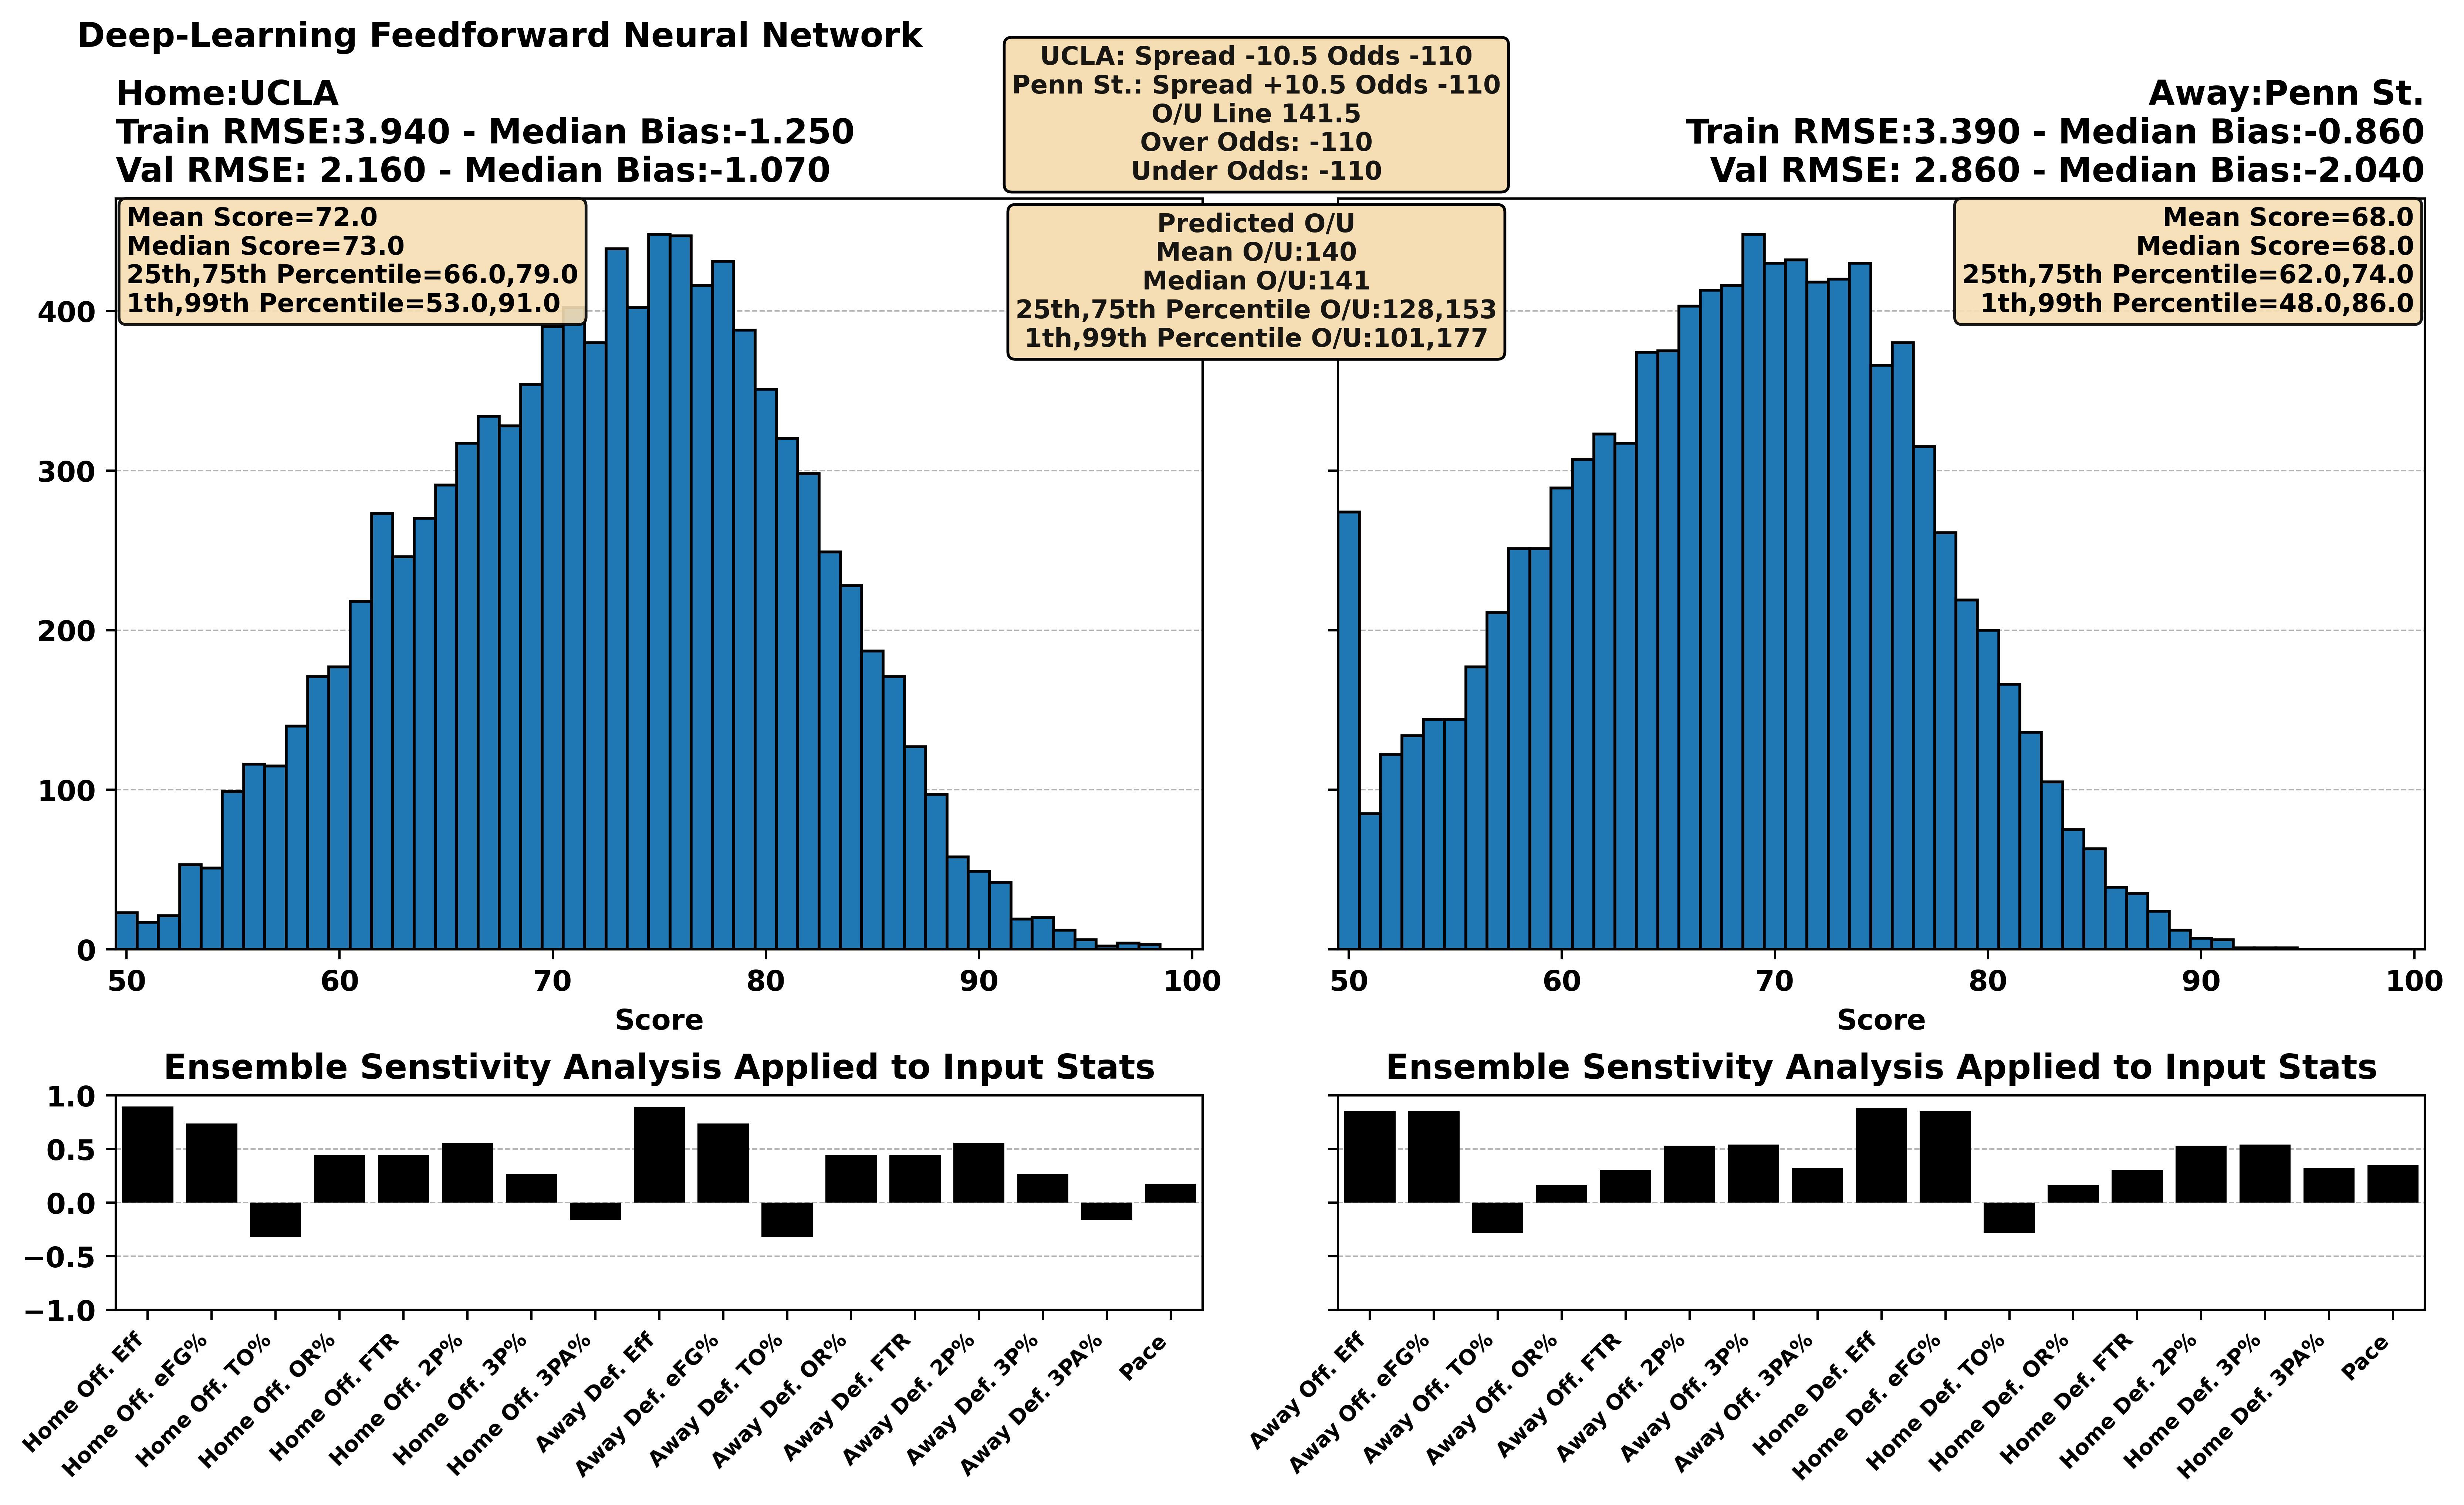 Deep-Learning Feedforward Neural Network
Home:UCLA
Train RMSE:3.940 - Median Bias:-1.250
Val RMSE: 2.160 - Median Bias:-1.070
UCLA: Spread -10.5 Odds -110
Penn St.: Spread +10.5 Odds -110
O/U Line 141.5
Over Odds: -110
Under Odds: -110
Away:Penn St.
Train RMSE:3.390 - Median Bias:-0.860
Val RMSE: 2.860 - Median Bias:-2.040
Mean Score=72.0
Median Score=73.0
25th,75th Percentile=66.0,79.0
1th,99th Percentile=53.0,91.0
Predicted O/U
Mean O/U:140
Median O/U:141
25th,75th Percentile O/U:128,153
1th,99th Percentile O/U:101,177
Mean Score=68.0
Median Score=68.0
25th,75th Percentile=62.0,74.0
1th,99th Percentile=48.0,86.0
400
300
200
100
0
50 60 70 80 90 100
Score
50 60 70 80 90 100
Score
Ensemble Senstivity Analysis Applied to Input Stats
1.0
0.5
0.0
−0.5
−1.0
Home Off. Eff
Home Off. eFG%
Home Off. TO%
Home Off. OR%
Home Off. FTR
Home Off. 2P%
Home Off. 3P%
Home Off. 3PA%
Away Def. Eff
Away Def. eFG%
Away Def. TO%
Away Def. OR%
Away Def. FTR
Away Def. 2P%
Away Def. 3P%
Away Def. 3PA%
Pace
Ensemble Senstivity Analysis Applied to Input Stats
Away Off. Eff
Away Off. eFG%
Away Off. TO%
Away Off. OR%
Away Off. FTR
Away Off. 2P%
Away Off. 3P%
Away Off. 3PA%
Home Def. Eff
Home Def. eFG%
Home Def. TO%
Home Def. OR%
Home Def. FTR
Home Def. 2P%
Home Def. 3P%
Home Def. 3PA%
Pace